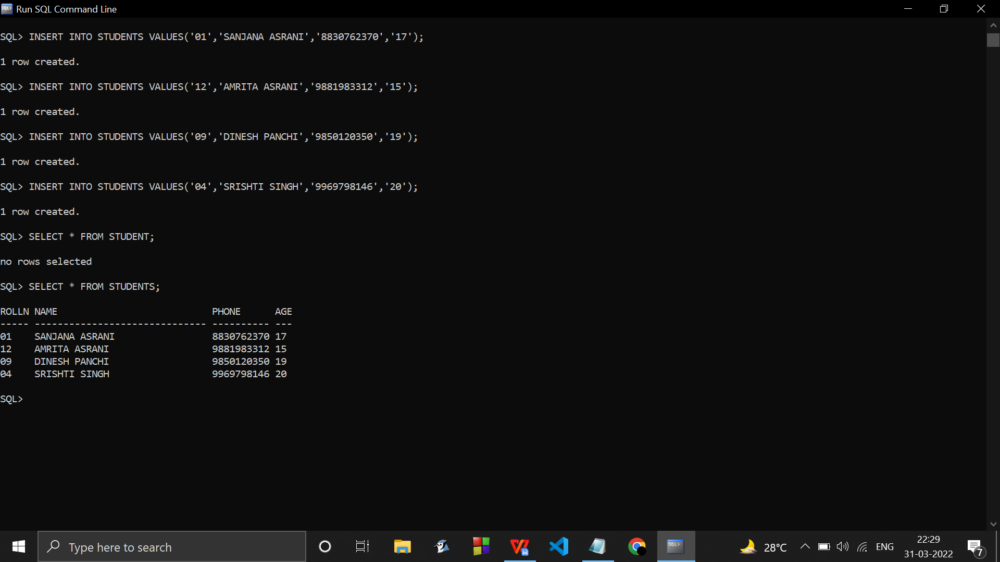 Run SQL Command Line
SQL> INSERT INTO STUDENTS VALUES('01','SANJANA ASRANI','8830762370','17');
1 row created.
SQL> INSERT INTO STUDENTS VALUES('12','AMRITA ASRANI','9881983312','15');
1 row created.
SQL> INSERT INTO STUDENTS VALUES('09','DINESH PANCHI','9850120350','19');
1 row created.
SQL> INSERT INTO STUDENTS VALUES('04','SRISHTI SINGH','9969798146','20');
1 row created.
SQL> SELECT * FROM STUDENT;
no rows selected
SQL> SELECT * FROM STUDENTS;
ROLLN NAME                           PHONE      AGE
----- ------------------------------ ---------- ---
01    SANJANA ASRANI                 8830762370 17
12    AMRITA ASRANI                  9881983312 15
09    DINESH PANCHI                  9850120350 19
04    SRISHTI SINGH                  9969798146 20
SQL>
Type here to search
28°C
ENG
22:29
31-03-2022
7